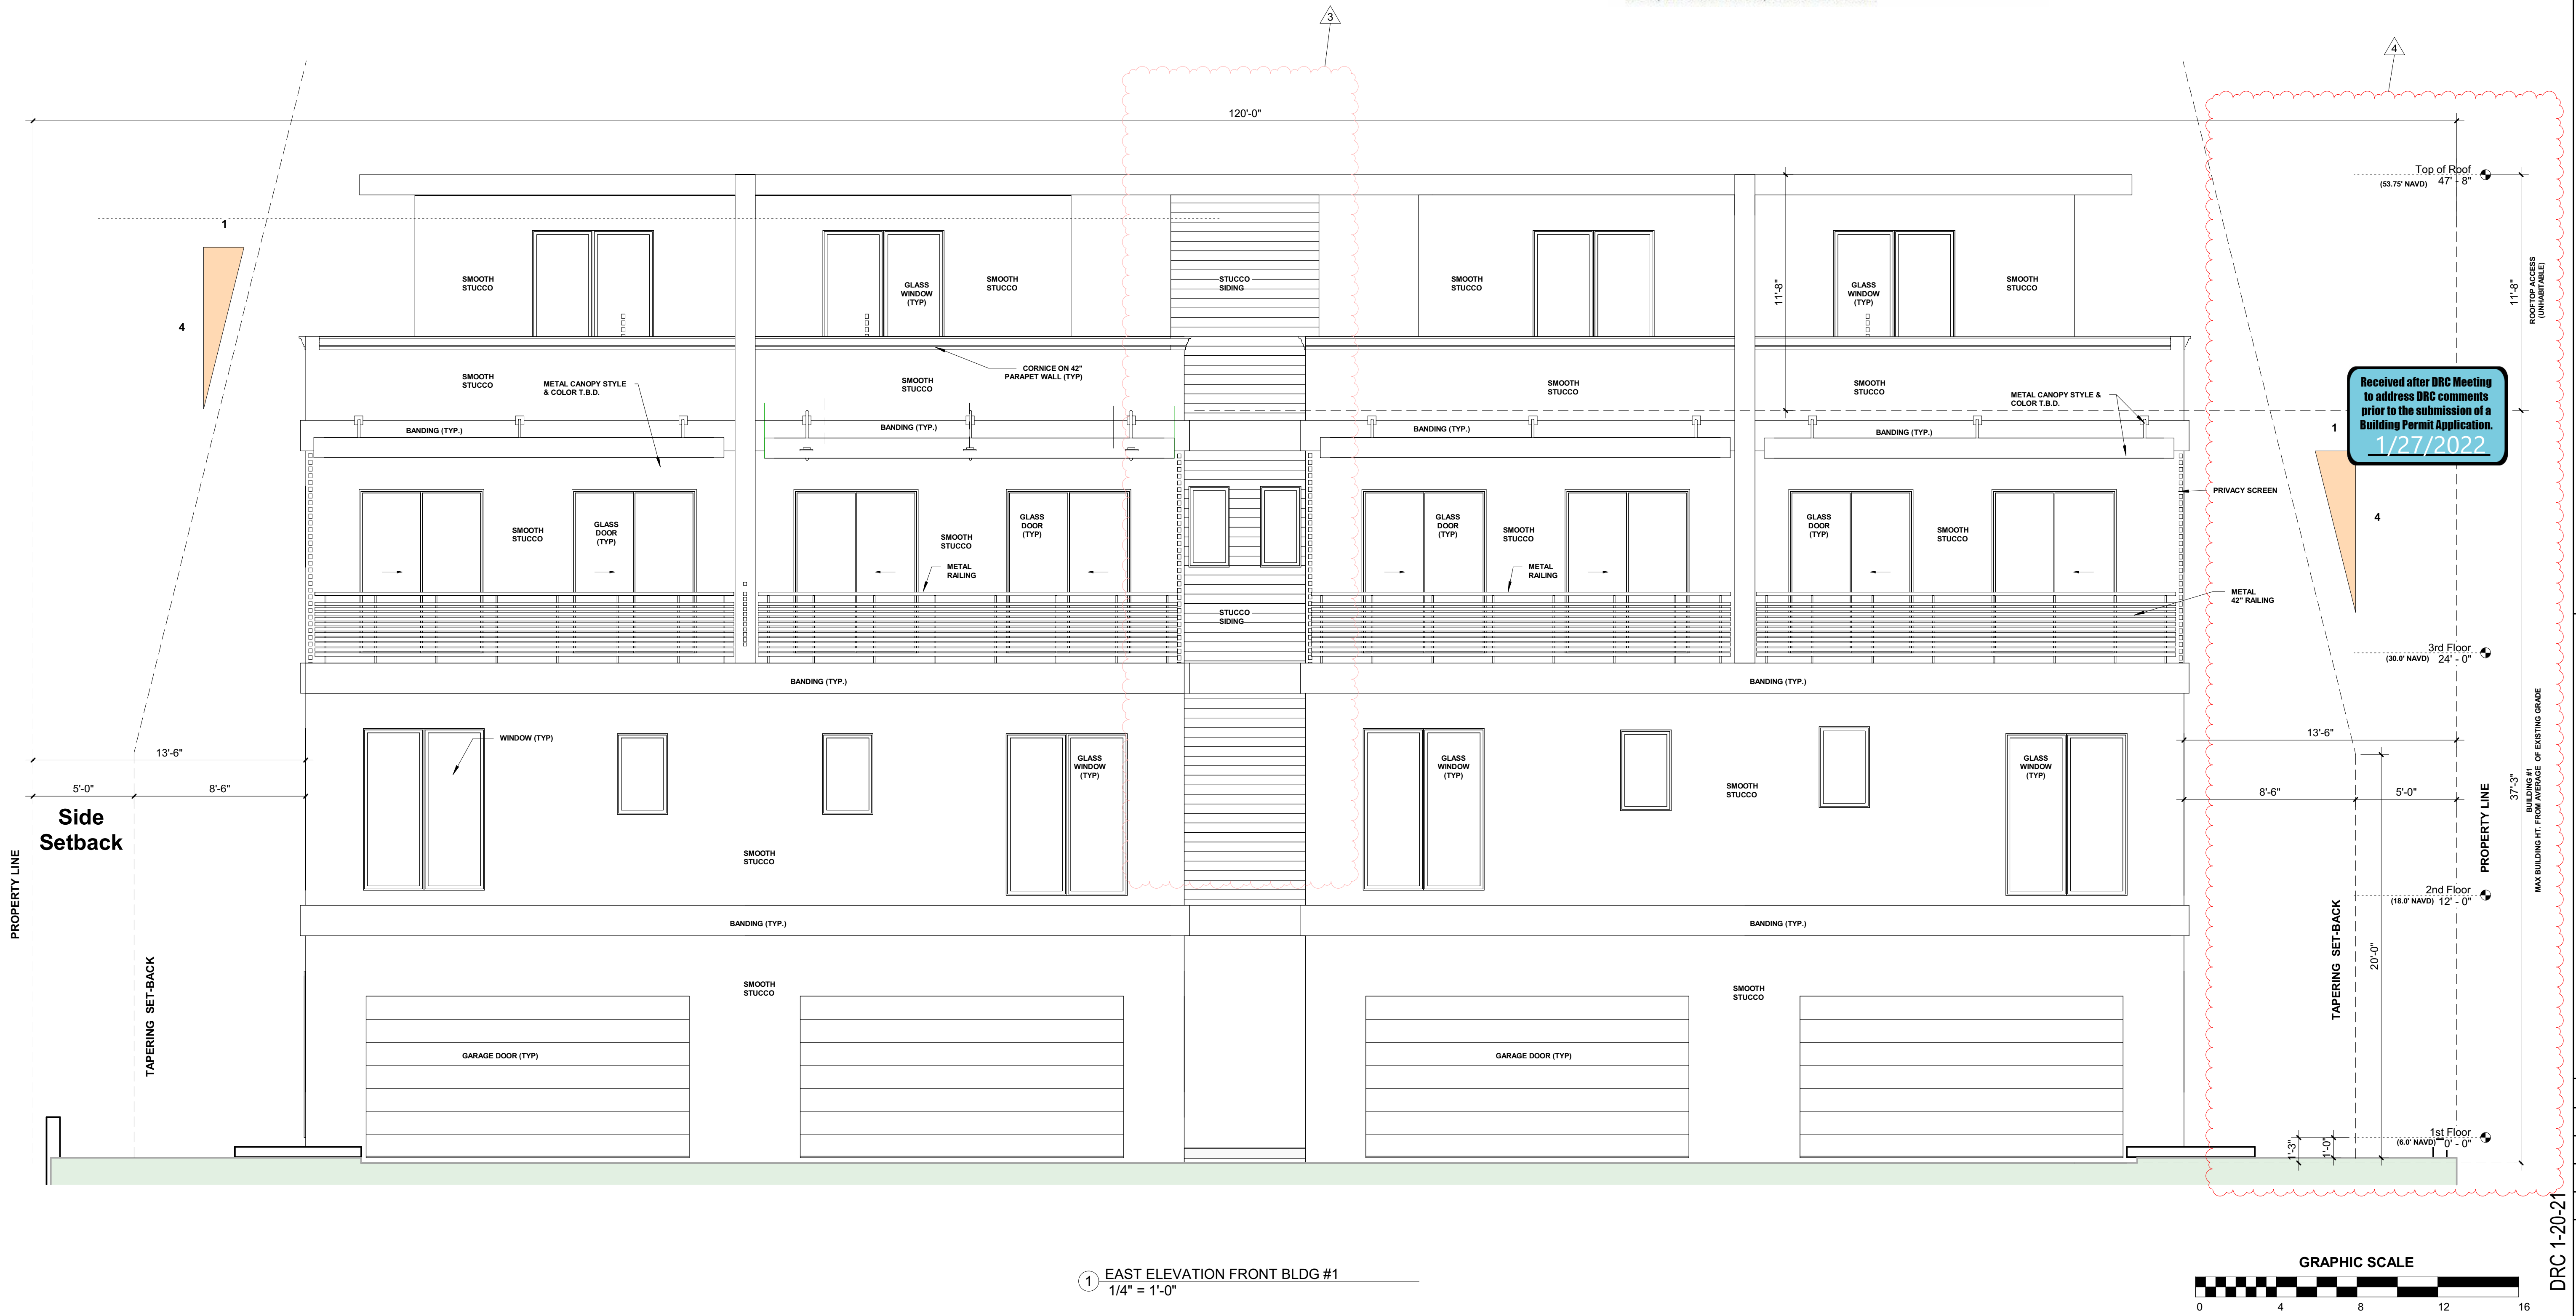 3
4
120'-0"
Top of Roof
(53.75' NAVD) 47' - 8"
1
4
SMOOTH
STUCCO
GLASS
WINDOW
(TYP)
SMOOTH
STUCCO
STUCCO
SIDING
SMOOTH
STUCCO
11'-8"
GLASS
WINDOW
(TYP)
SMOOTH
STUCCO
11'-8"
ROOFTOP ACCESS
(UNHABITABLE)
SMOOTH
STUCCO
METAL CANOPY STYLE
& COLOR T.B.D.
SMOOTH
STUCCO
CORNICE ON 42"
PARAPET WALL (TYP)
SMOOTH
STUCCO
SMOOTH
STUCCO
METAL CANOPY STYLE &
COLOR T.B.D.
Received after DRC Meeting
to address DRC comments
prior to the submission of a
Building Permit Application.
1/27/2022
BANDING (TYP.)
BANDING (TYP.)
BANDING (TYP.)
BANDING (TYP.)
1
4
PRIVACY SCREEN
SMOOTH
STUCCO
GLASS
DOOR
(TYP)
SMOOTH
STUCCO
GLASS
DOOR
(TYP)
METAL
RAILING
GLASS
DOOR
(TYP)
SMOOTH
STUCCO
METAL
RAILING
GLASS
DOOR
(TYP)
SMOOTH
STUCCO
METAL
42" RAILING
STUCCO
SIDING
3rd Floor
(30.0' NAVD) 24' - 0"
BANDING (TYP.)
BANDING (TYP.)
13'-6"
5'-0"
8'-6"
Side
Setback
PROPERTY LINE
TAPERING SET-BACK
WINDOW (TYP)
GLASS
WINDOW
(TYP)
SMOOTH
STUCCO
GLASS
WINDOW
(TYP)
SMOOTH
STUCCO
GLASS
WINDOW
(TYP)
13'-6"
8'-6"
5'-0"
PROPERTY LINE
37'-3"
BUILDING #1
MAX BUILDING HT. FROM AVERAGE OF EXISTING GRADE
2nd Floor
(18.0' NAVD) 12' - 0"
BANDING (TYP.)
BANDING (TYP.)
TAPERING SET-BACK
20'-0"
SMOOTH
STUCCO
SMOOTH
STUCCO
GARAGE DOOR (TYP)
GARAGE DOOR (TYP)
1'-3"
1'-0"
1st Floor
(6.0' NAVD) 0' - 0"
1 EAST ELEVATION FRONT BLDG #1
1/4" = 1'-0"
GRAPHIC SCALE
0 4 8 12 16
DRC 1-20-21